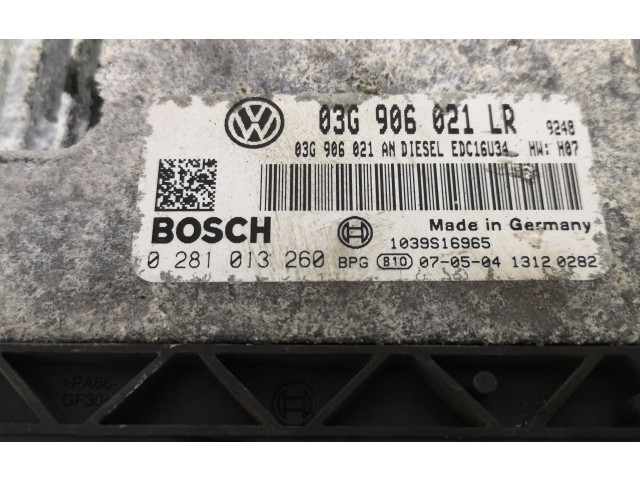 03G 906 021 LR 9248
03G 906 021 AN DIESEL EDC16U34 HW: H07
BOSCH
Made in Germany
1039S16965
0 281 013 260 BPG 810 07-05-04 1312 0282
>PA66-
GF30<